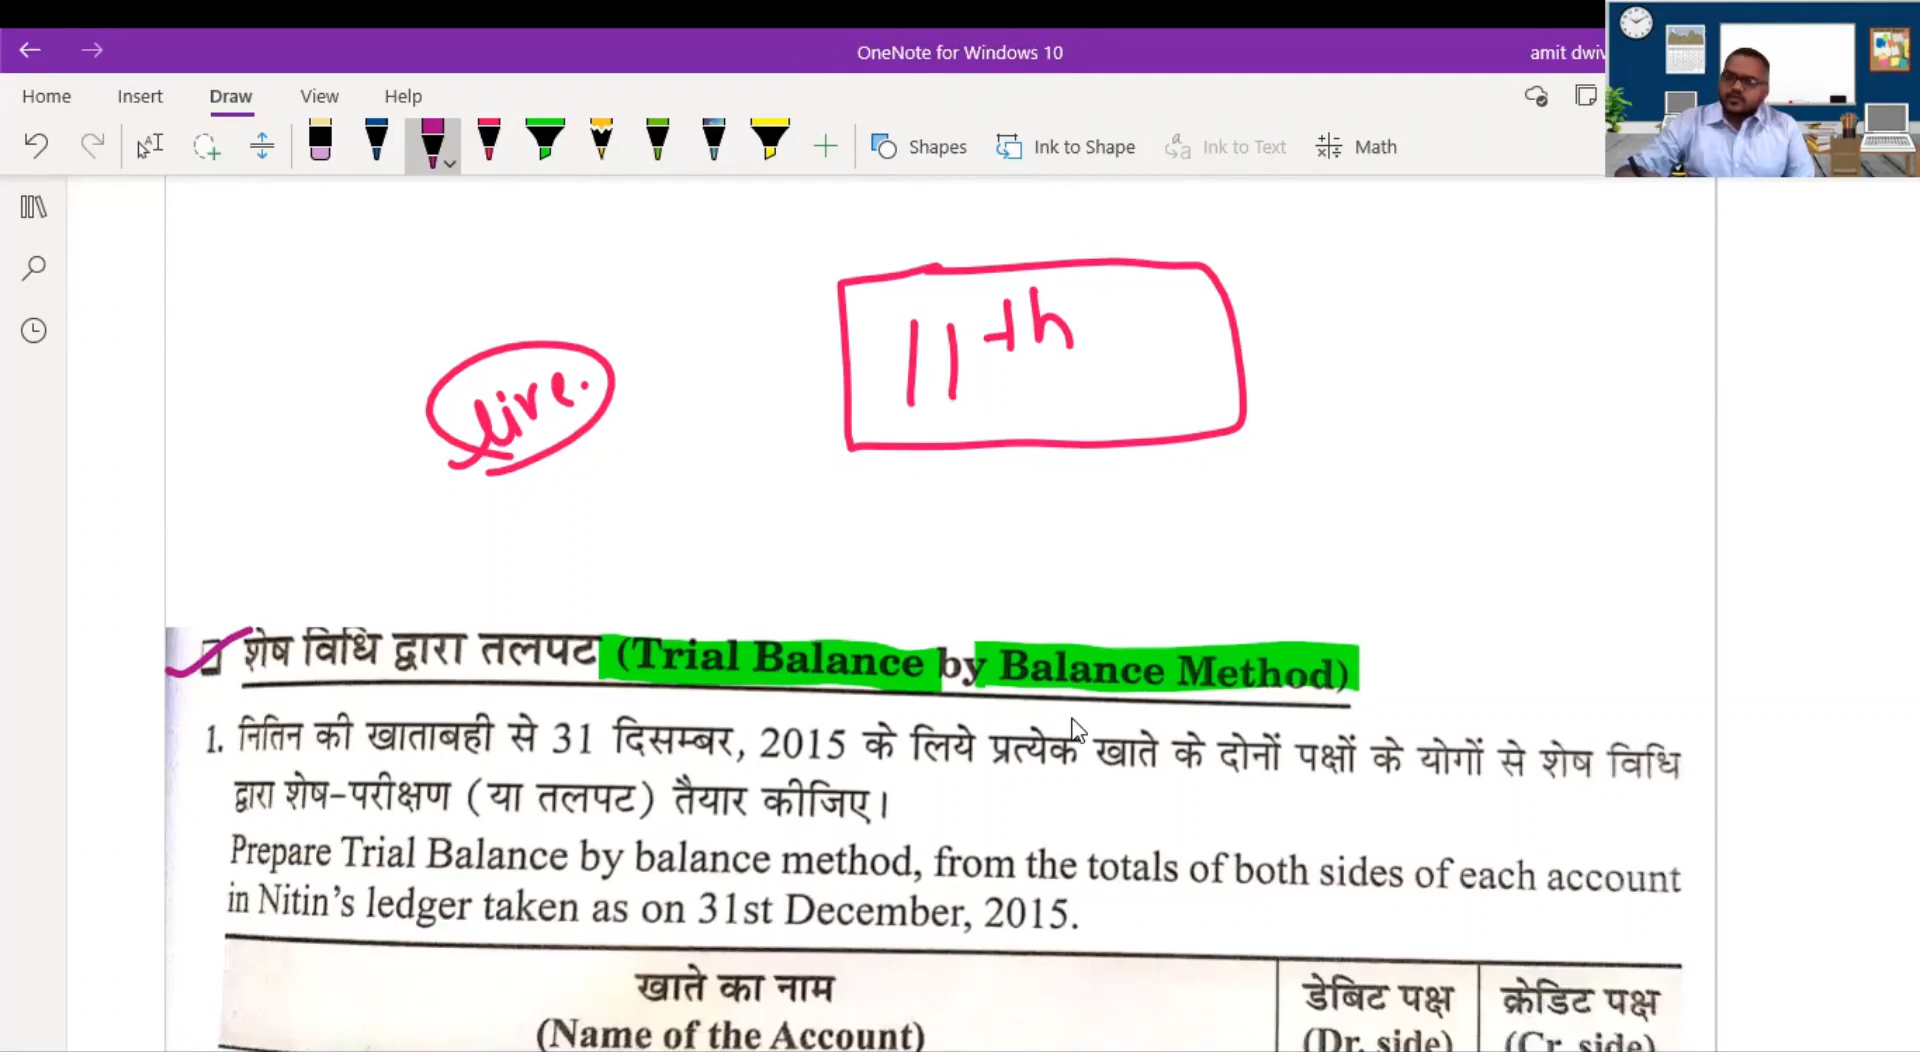 OneNote for Windows 10
amit dwiv
Home Insert Draw View Help
Shapes Ink to Shape Ink to Text Math
11th
live.
शेष विधि द्वारा तलपट (Trial Balance by Balance Method)
1. नितिन की खाताबही से 31 दिसम्बर, 2015 के लिये प्रत्येक खाते के दोनों पक्षों के योगों से शेष विधि
द्वारा शेष-परीक्षण (या तलपट) तैयार कीजिए।
Prepare Trial Balance by balance method, from the totals of both sides of each account
in Nitin's ledger taken as on 31st December, 2015.
खाते का नाम डेबिट पक्ष क्रेडिट पक्ष
(Name of the Account) (Dr. side) (Cr. side)